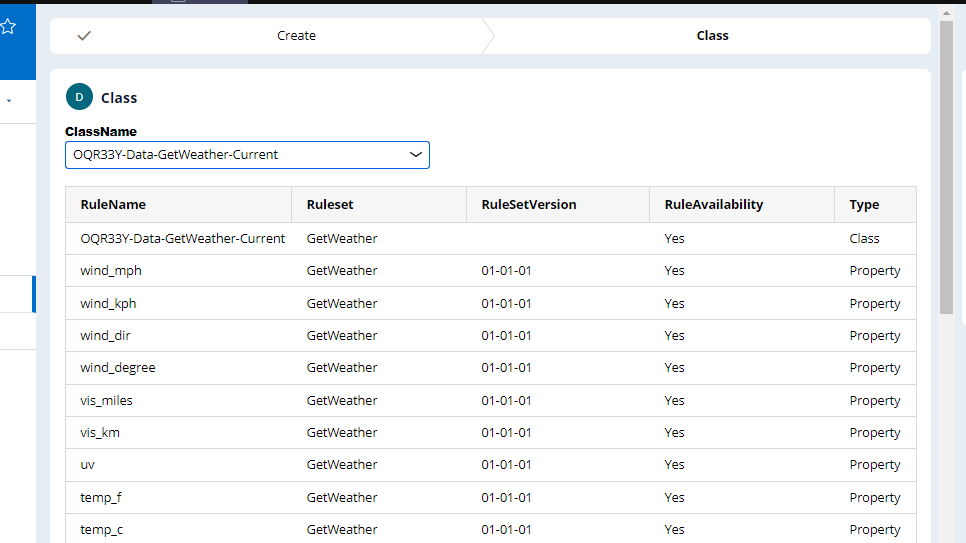 Create
Class
D Class
ClassName
OQR33Y-Data-GetWeather-Current
RuleName Ruleset RuleSetVersion RuleAvailability Type
OQR33Y-Data-GetWeather-Current GetWeather Yes Class
wind_mph GetWeather 01-01-01 Yes Property
wind_kph GetWeather 01-01-01 Yes Property
wind_dir GetWeather 01-01-01 Yes Property
wind_degree GetWeather 01-01-01 Yes Property
vis_miles GetWeather 01-01-01 Yes Property
vis_km GetWeather 01-01-01 Yes Property
uv GetWeather 01-01-01 Yes Property
temp_f GetWeather 01-01-01 Yes Property
temp_c GetWeather 01-01-01 Yes Property